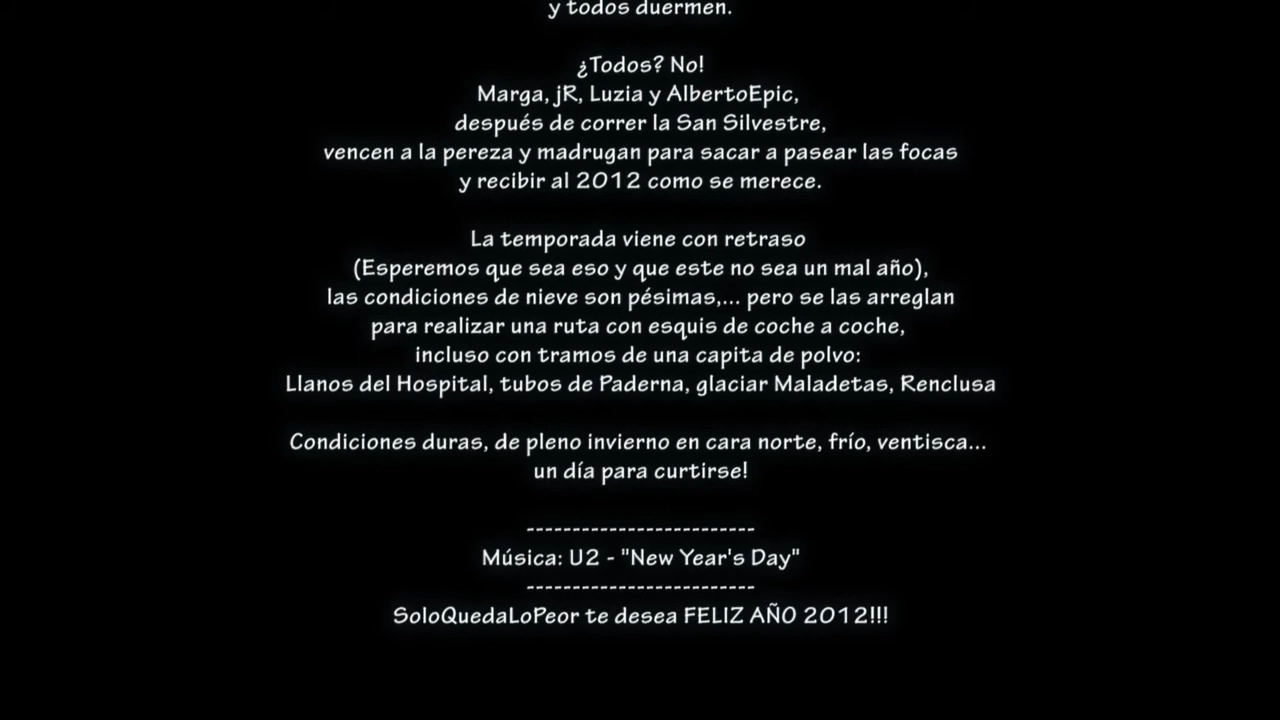 y todos duermen.
¿Todos? No!
Marga, jR, Luzia y AlbertoEpic,
después de correr la San Silvestre,
vencen a la pereza y madrugan para sacar a pasear las focas
y recibir al 2012 como se merece.
La temporada viene con retraso
(Esperemos que sea eso y que este no sea un mal año),
las condiciones de nieve son pésimas,... pero se las arreglan
para realizar una ruta con esquis de coche a coche,
incluso con tramos de una capita de polvo:
Llanos del Hospital, tubos de Paderna, glaciar Maladetas, Renclusa
Condiciones duras, de pleno invierno en cara norte, frío, ventisca...
un día para curtirse!
-------------------------
Música: U2 - "New Year's Day"
-------------------------
SoloQuedaLoPeor te desea FELIZ AÑO 2012!!!